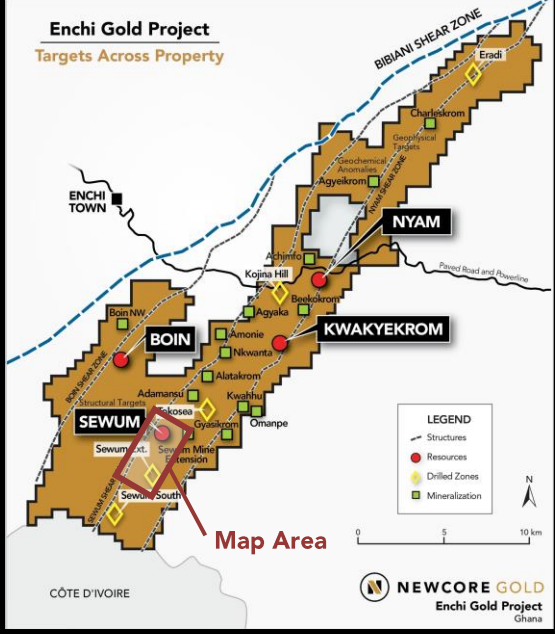 Enchi Gold Project
Targets Across Property
BIBIANI SHEAR ZONE
Eradi
Charleskrom
Geophysical
Targets
Geochemical
Anomalies
Agyeikrom
NYAM SHEAR ZONE
ENCHI
TOWN
NYAM
Achimfo
Kojina Hill
Paved Road and Powerline
Beekokrom
Agyaka
Boin NW
BOIN
KWAKYEKROM
Amonie
Nkwanta
BOIN SHEAR ZONE
Alatakrom
Adamansu
Kwahhu
Structural Targets
Tokosea
SEWUM
Gyasikrom
Omanpe
Sewum Ext.
Sewum Mine
Extension
SEWUM SHEAR
Sewum South
Map Area
LEGEND
Structures
Resources
Drilled Zones
Mineralization
N
0 5 10 km
CÔTE D'IVOIRE
N NEWCORE GOLD
Enchi Gold Project
Ghana